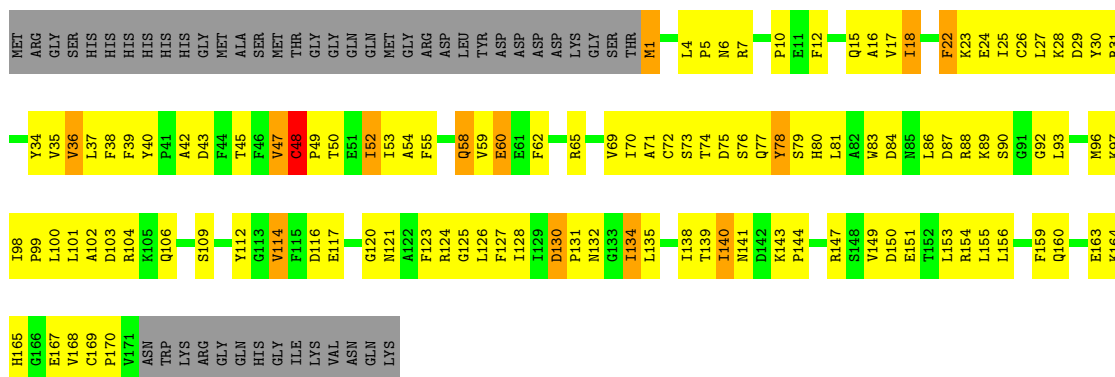 MET ARG GLY SER HIS HIS HIS HIS HIS HIS GLY MET ALA SER MET THR GLY GLY GLN GLN MET GLY ARG ASP LEU TYR ASP ASP ASP ASP LYS GLY SER THR M1 L4 P5 N6 R7 P10 E11 F12 Q15 A16 V17 I18 F22 K23 E24 I25 C26 L27 K28 D29 Y30 R31
Y34 V35 V36 L37 F38 F39 Y40 P41 A42 D43 F44 T45 F46 V47 C48 P49 T50 E51 I52 I53 A54 F55 Q58 V59 E60 E61 F62 R65 V69 I70 A71 C72 S73 T74 D75 S76 Q77 Y78 S79 H80 L81 A82 W83 D84 N85 L86 D87 R88 K89 S90 G91 G92 L93 M96 K97
I98 P99 L100 L101 A102 D103 R104 K105 Q106 S109 Y112 G113 V114 F115 D116 E117 G120 N121 A122 F123 R124 G125 L126 F127 I128 I129 D130 P131 N132 G133 I134 L135 I138 T139 I140 N141 D142 K143 P144 R147 S148 V149 D150 E151 T152 L153 R154 L155 L156 F159 Q160 E163 K164
H165 G166 E167 V168 C169 P170 V171 ASN TRP LYS ARG GLY GLN HIS GLY ILE LYS VAL ASN GLN LYS